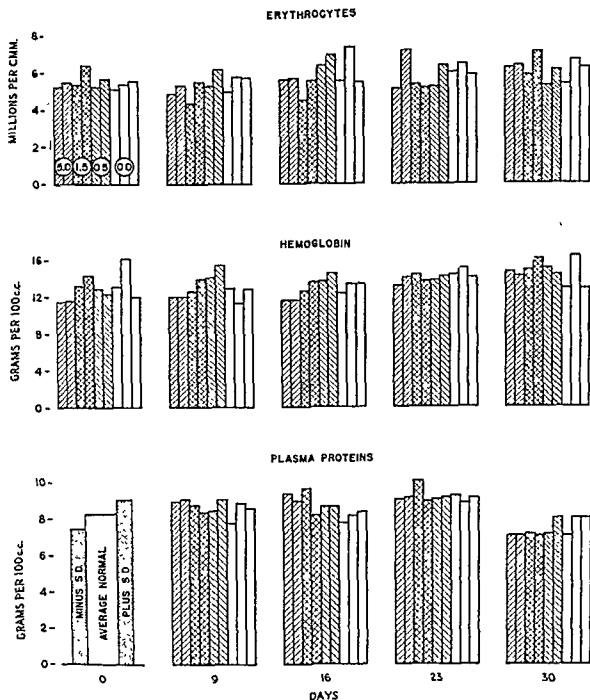 ERYTHROCYTES
MILLIONS PER CMM.
8-
6-
4-
2-
0-
5.0 1.5 0.5 0.0
HEMOGLOBIN
GRAMS PER 100c.c.
16-
12-
8-
4-
0-
PLASMA PROTEINS
GRAMS PER 100c.c.
10-
8-
6-
4-
2-
0-
MINUS S.D.
AVERAGE NORMAL
PLUS S.D.
0 9 16 23 30
DAYS